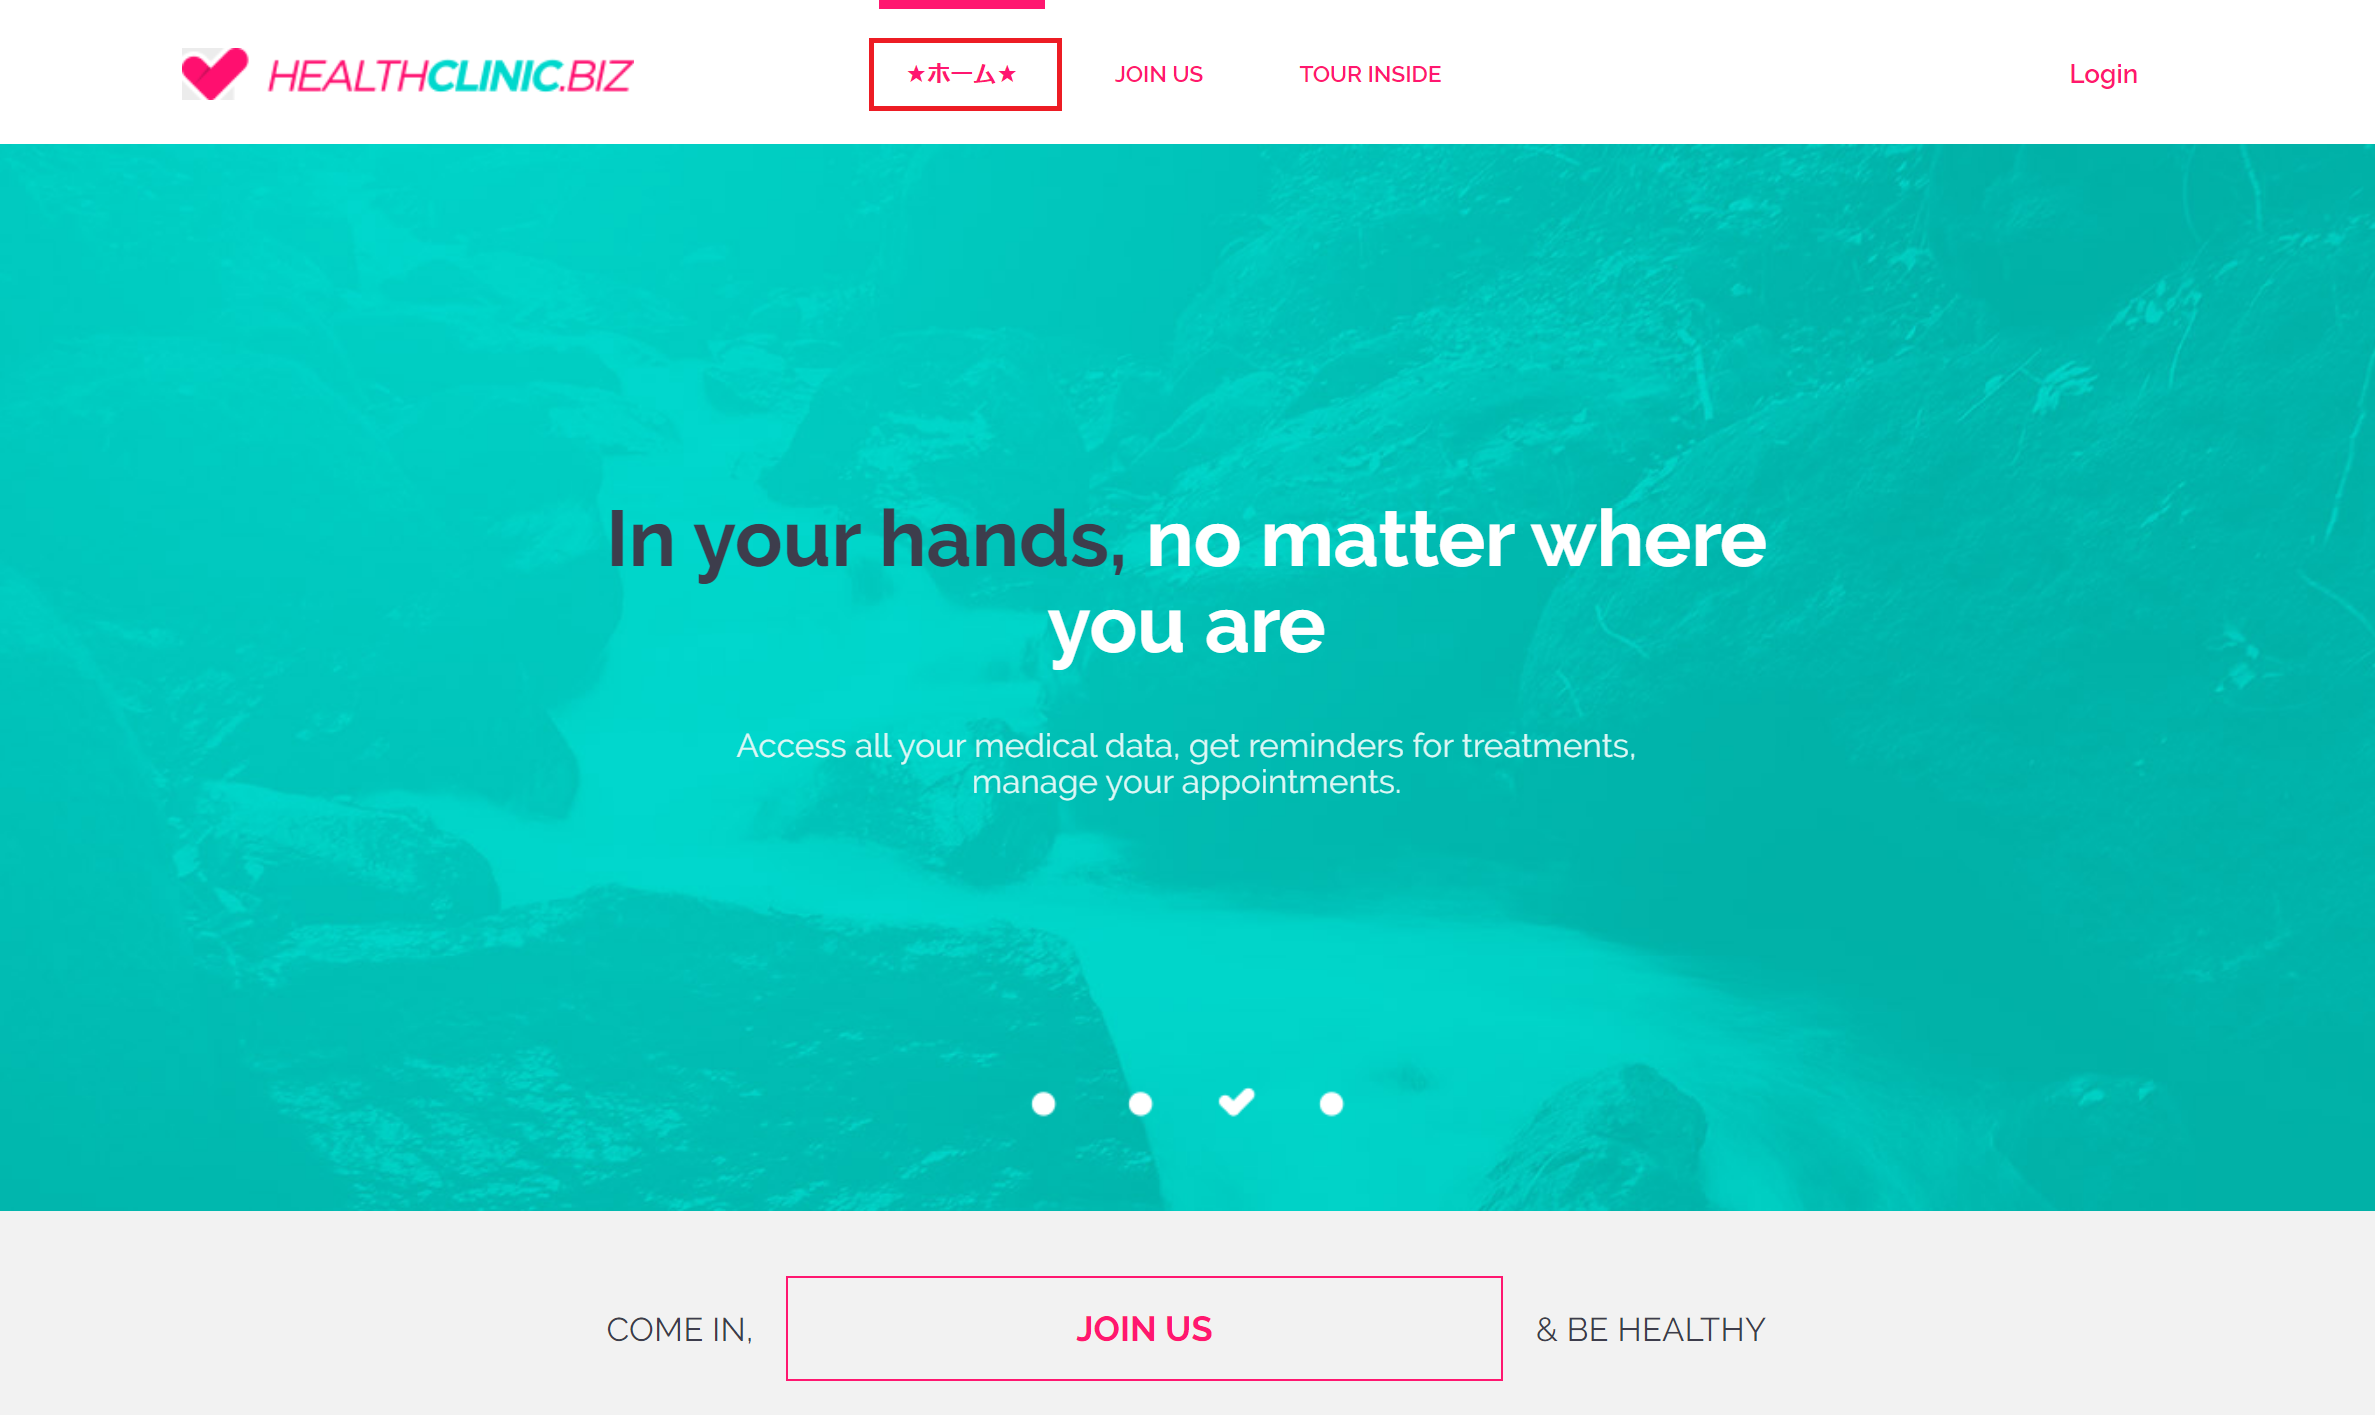 HEALTHCLINIC.BIZ
★ホーム★
JOIN US
TOUR INSIDE
Login
In your hands, no matter where
you are
Access all your medical data, get reminders for treatments,
manage your appointments.
COME IN,
JOIN US
& BE HEALTHY